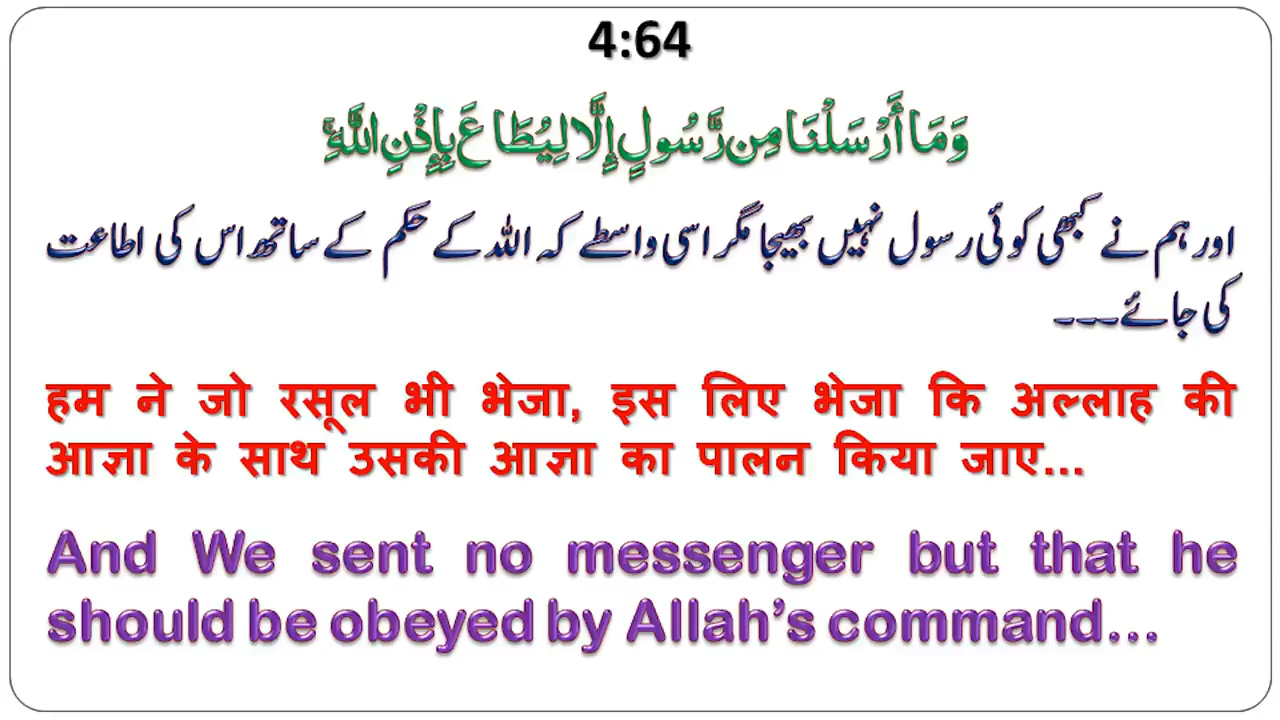 4:64
وَمَا أَرْسَلْنَا مِن رَّسُولٍ إِلَّا لِيُطَاعَ بِإِذْنِ اللَّهِ ۚ
اور ہم نے کبھی کوئی رسول نہیں بھیجا مگر اسی واسطے کہ اللہ کے حکم کے ساتھ اس کی اطاعت
کی جائے۔۔۔
हम ने जो रसूल भी भेजा, इस लिए भेजा कि अल्लाह की
आज्ञा के साथ उसकी आज्ञा का पालन किया जाए...
And We sent no messenger but that he
should be obeyed by Allah’s command…